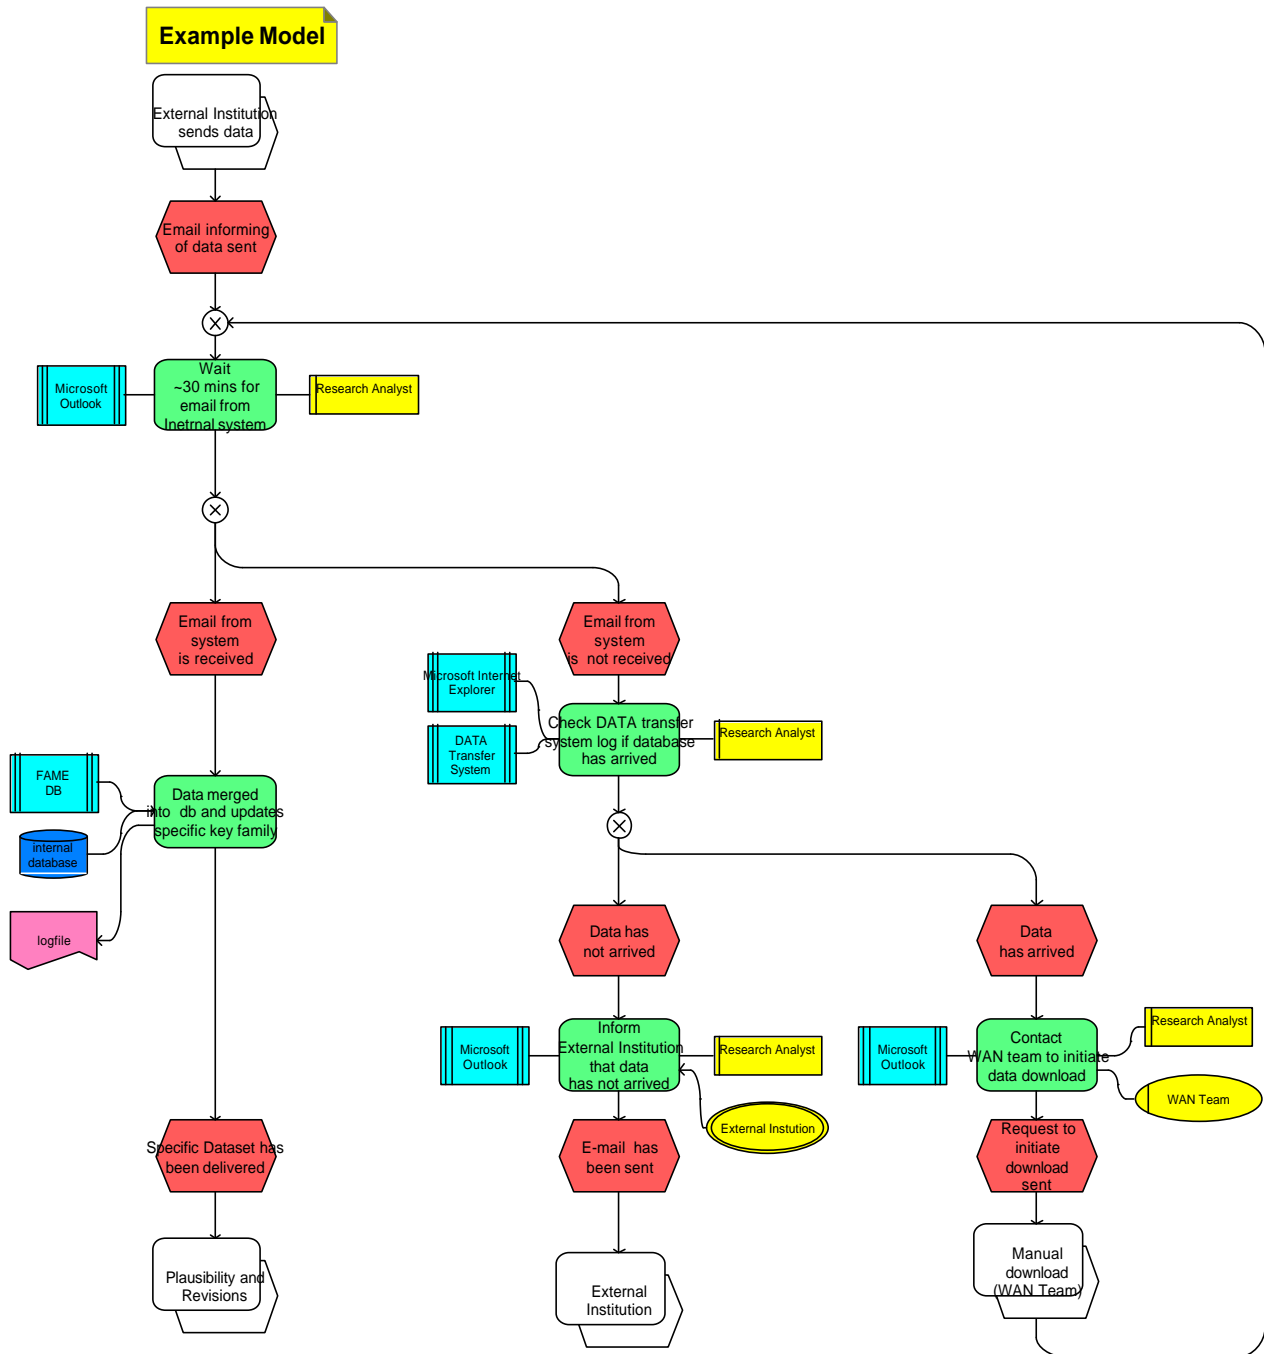 Example Model
External Institution
sends data
Email informing
of data sent
Wait
~30 mins for
email from
Inetrnal system
Microsoft
Outlook
Research Analyst
Email from
system
is received
Email from
system
is  not received
Microsoft Internet
Explorer
DATA
Transfer
System
Check DATA transfer
system log if database
has arrived
Research Analyst
FAME
DB
internal
database
logfile
Data merged
into  db and updates
specific key family
Data has
not arrived
Data
has arrived
Microsoft
Outlook
Inform
External Institution
that data
has not arrived
Research Analyst
External Instution
Microsoft
Outlook
Contact
WAN team to initiate
data download
Research Analyst
WAN Team
Specific Dataset has
been delivered
E-mail  has
been sent
Request to
initiate
download
sent
Plausibility and
Revisions
External
Institution
Manual
download
(WAN Team)